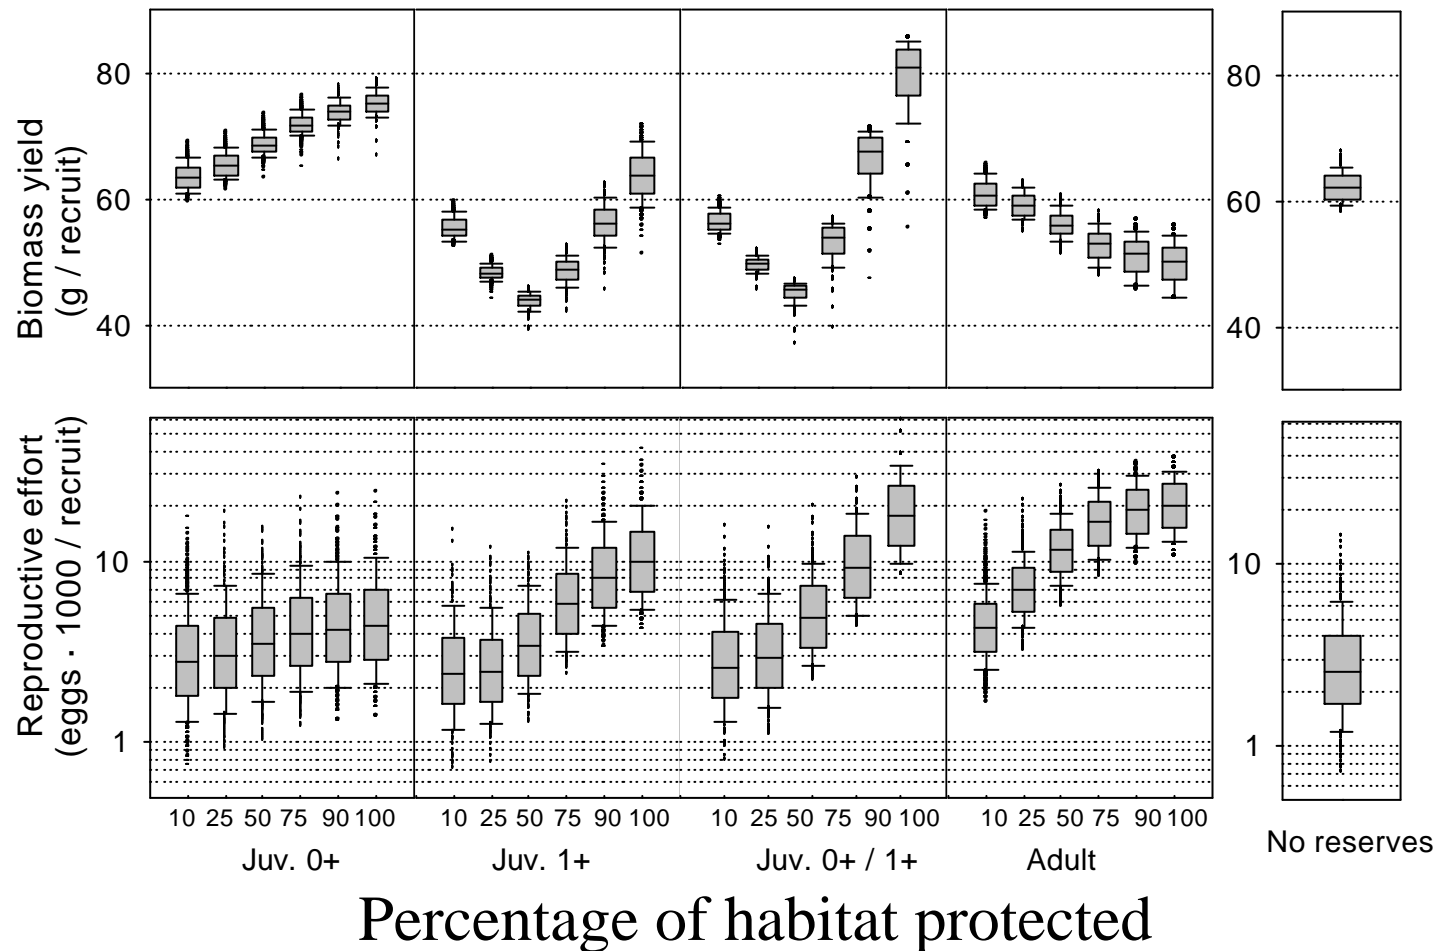 Biomass yield
(g / recruit)
80
60
40
80
60
40
Reproductive effort
(eggs · 1000 / recruit)
10
1
10
1
10 25 50 75 90 100 10 25 50 75 90 100 10 25 50 75 90 100 10 25 50 75 90 100
Juv. 0+ Juv. 1+ Juv. 0+ / 1+ Adult
No reserves
Percentage of habitat protected